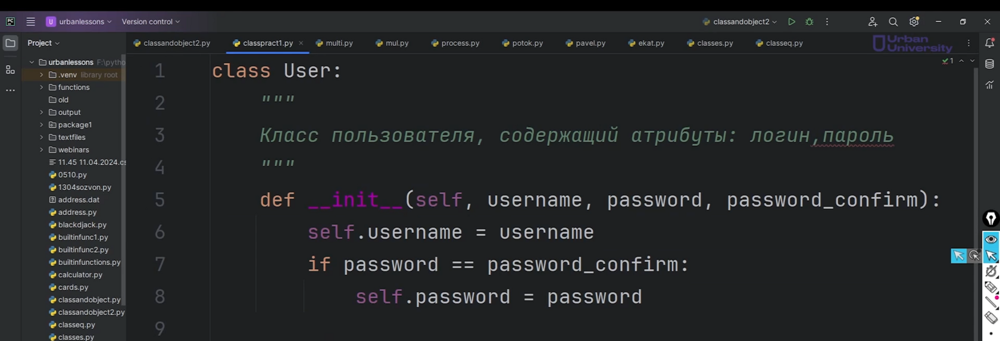 PC
U urbanlessons
Version control
classandobject2
Project
classandobject2.py
classpract1.py
multi.py
mul.py
process.py
potok.py
pavel.py
ekat.py
classes.py
classeq.py
Urban
University
urbanlessons F:\pytho
.venv library root
functions
old
output
package1
textfiles
webinars
11.45 11.04.2024.cs
0510.py
1304sozvon.py
address.dat
address.py
blackdjack.py
builtinfunc1.py
builtinfunc2.py
builtinfunctions.py
calculator.py
cards.py
classandobject.py
classandobject2.py
classeq.py
classes.py
1
1 class User:
2 """
3 Класс пользователя, содержащий атрибуты: логин,пароль
4 """
5 def __init__(self, username, password, password_confirm):
6 self.username = username
7 if password == password_confirm:
8 self.password = password
9